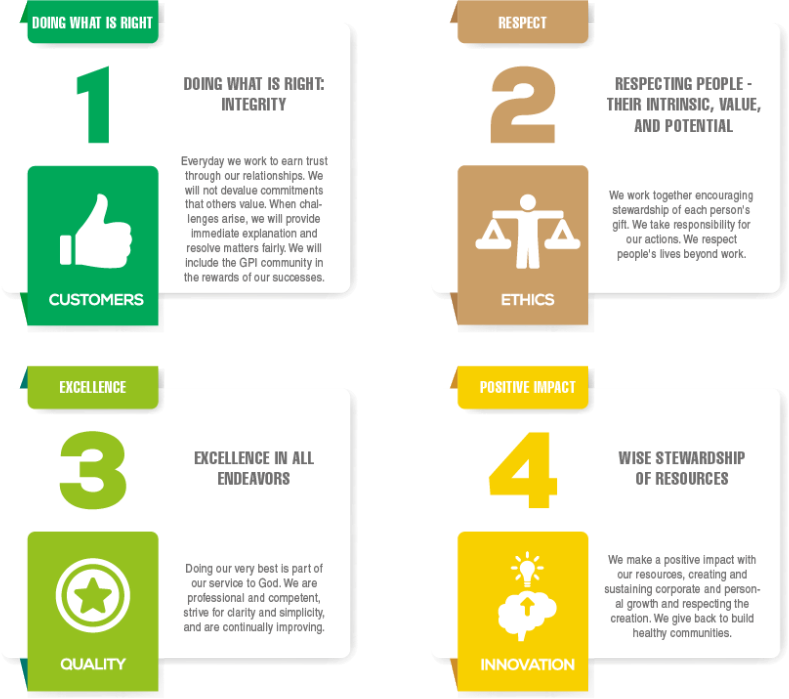 DOING WHAT IS RIGHT
1
DOING WHAT IS RIGHT:
INTEGRITY
Everyday we work to earn trust
through our relationships. We
will not devalue commitments
that others value. When chal-
lenges arise, we will provide
immediate explanation and
resolve matters fairly. We will
include the GPI community in
the rewards of our successes.
CUSTOMERS
RESPECT
2
RESPECTING PEOPLE -
THEIR INTRINSIC, VALUE,
AND POTENTIAL
We work together encouraging
stewardship of each person's
gift. We take responsibility for
our actions. We respect
people's lives beyond work.
ETHICS
EXCELLENCE
3
EXCELLENCE IN ALL
ENDEAVORS
Doing our very best is part of
our service to God. We are
professional and competent,
strive for clarity and simplicity,
and are continually improving.
QUALITY
POSITIVE IMPACT
4
WISE STEWARDSHIP
OF RESOURCES
We make a positive impact with
our resources, creating and
sustaining corporate and person-
al growth and respecting the
creation. We give back to build
healthy communities.
INNOVATION